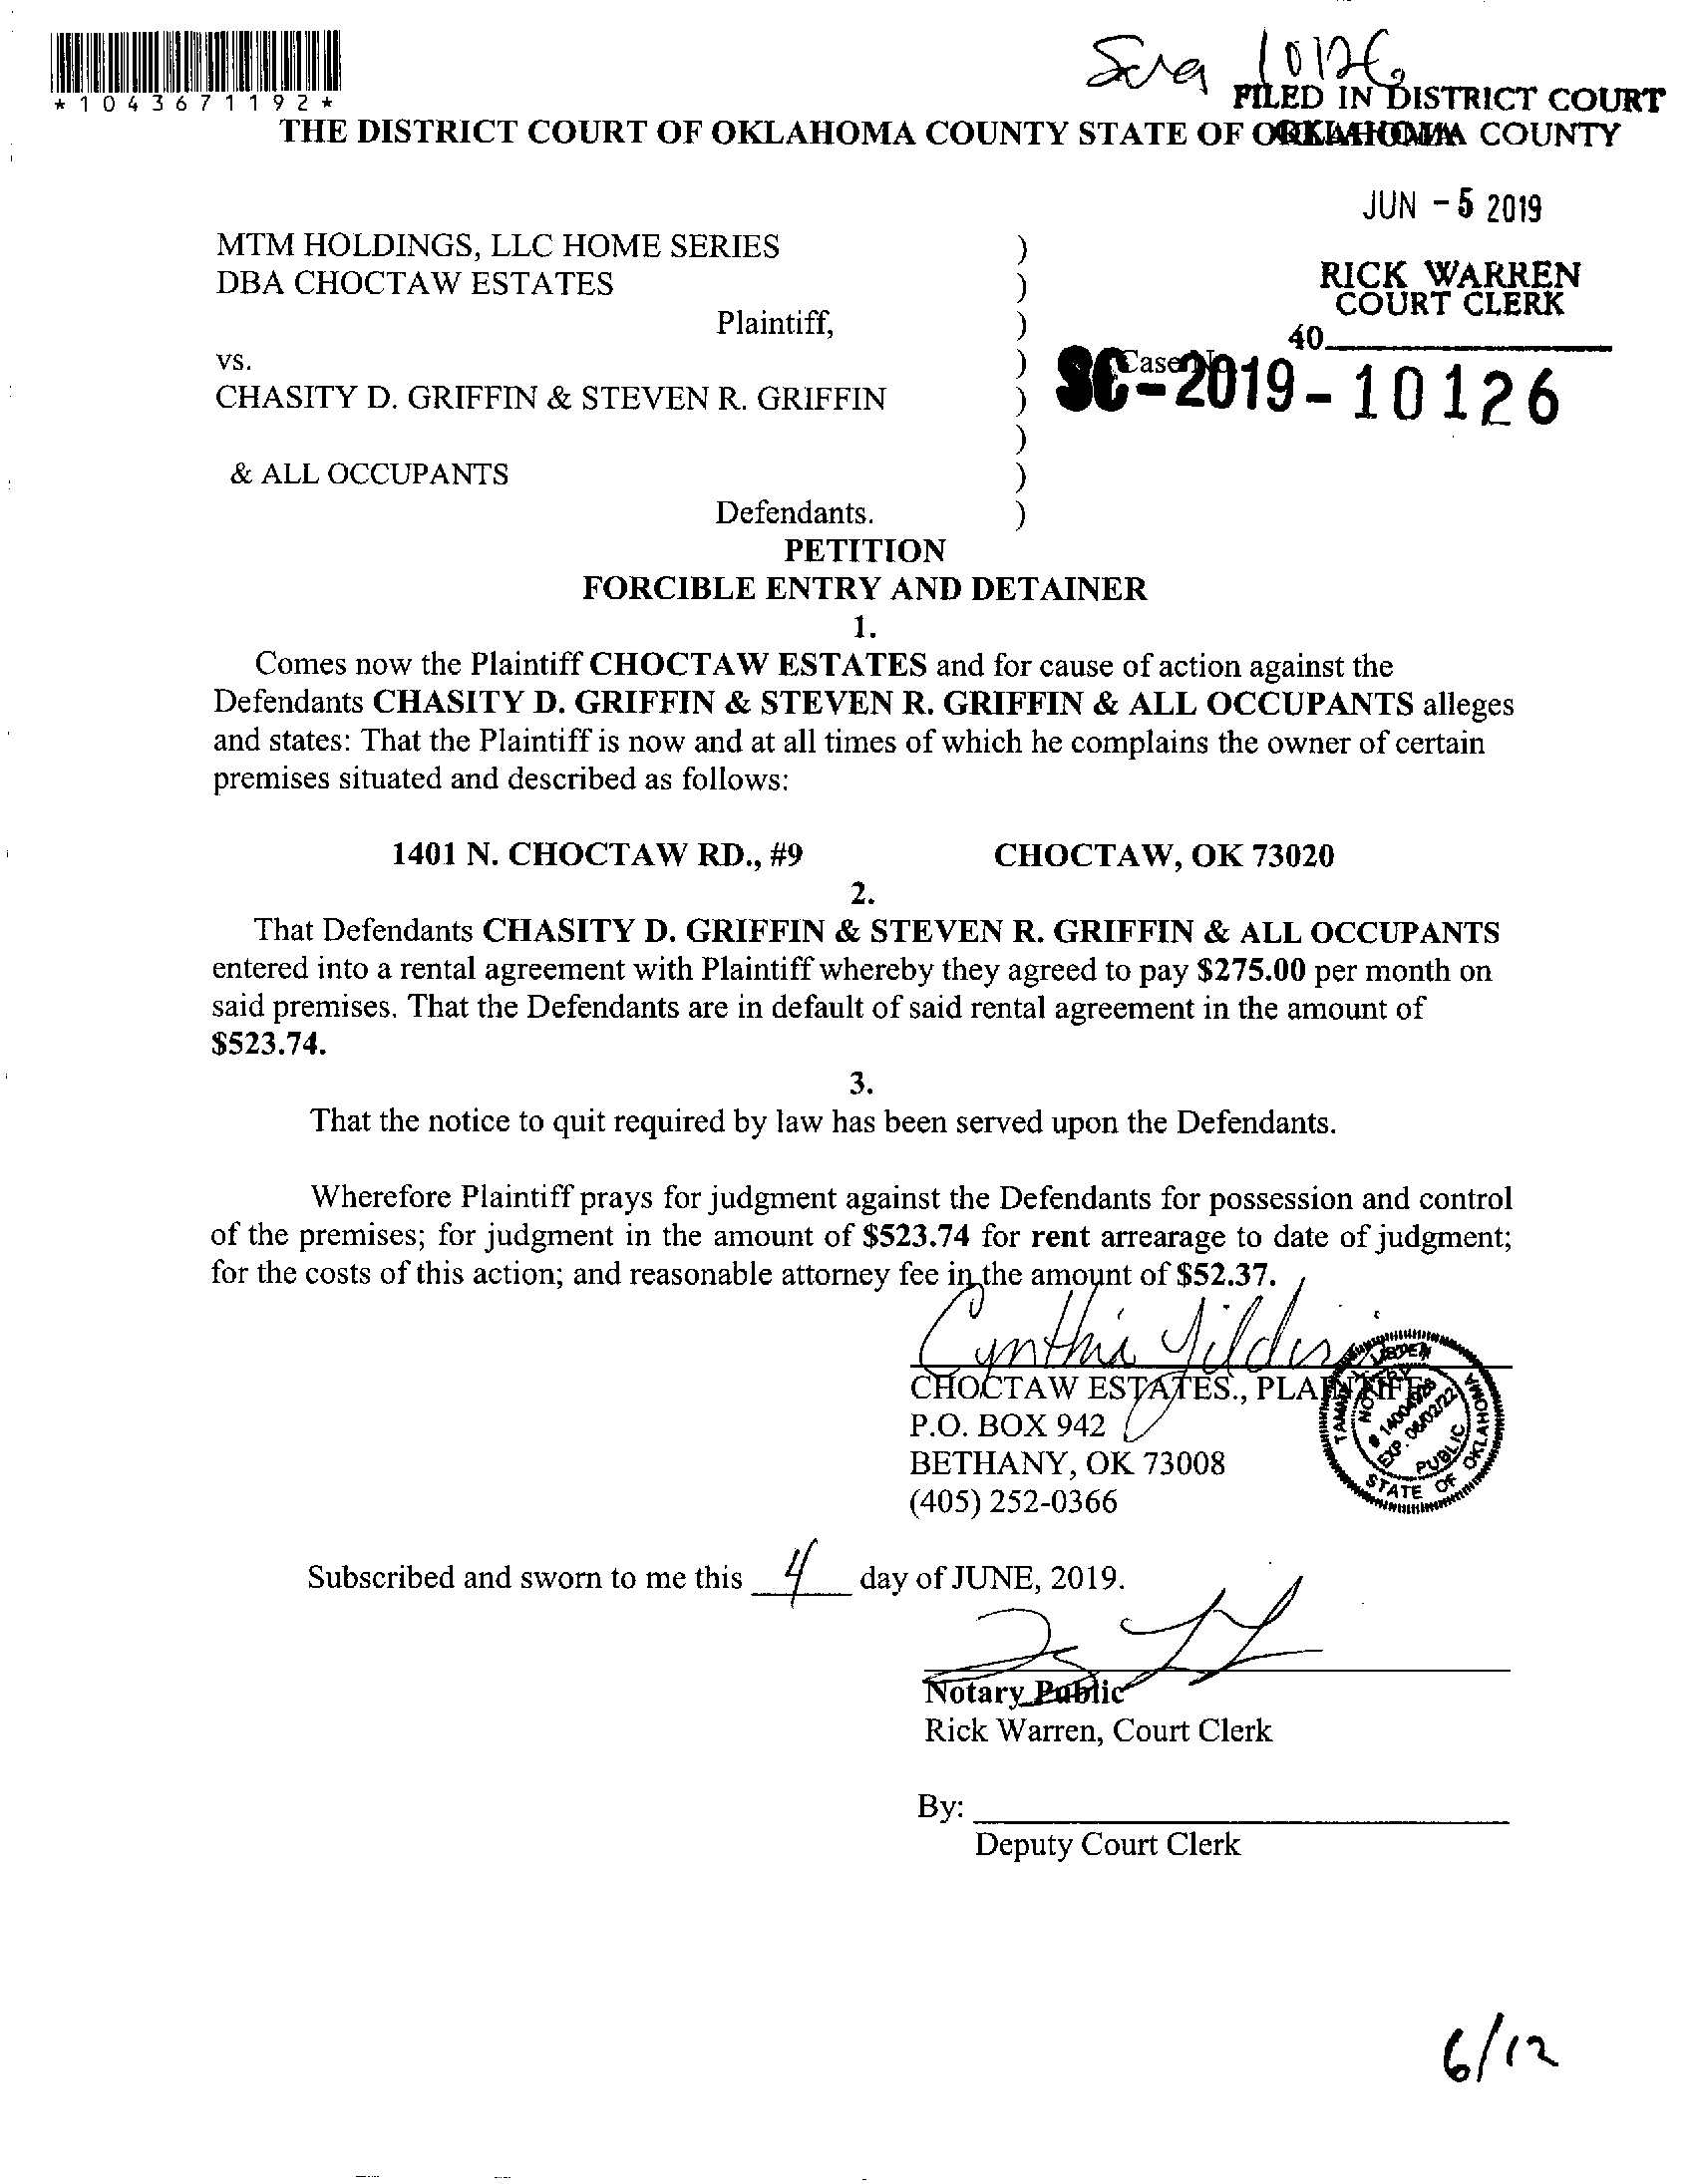 *1043671192*
FILED IN DISTRICT COURT
THE DISTRICT COURT OF OKLAHOMA COUNTY STATE OF OKLAHOMA
OKLAHOMA COUNTY
JUN -5 2019
RICK WARREN
COURT CLERK
40
MTM HOLDINGS, LLC HOME SERIES )
DBA CHOCTAW ESTATES )
Plaintiff, )
vs. ) Case No
SC-2019-10126
CHASITY D. GRIFFIN & STEVEN R. GRIFFIN )
)
& ALL OCCUPANTS )
Defendants. )
PETITION
FORCIBLE ENTRY AND DETAINER
1.
Comes now the Plaintiff CHOCTAW ESTATES and for cause of action against the
Defendants CHASITY D. GRIFFIN & STEVEN R. GRIFFIN & ALL OCCUPANTS alleges
and states: That the Plaintiff is now and at all times of which he complains the owner of certain
premises situated and described as follows:
1401 N. CHOCTAW RD., #9 CHOCTAW, OK 73020
2.
That Defendants CHASITY D. GRIFFIN & STEVEN R. GRIFFIN & ALL OCCUPANTS
entered into a rental agreement with Plaintiff whereby they agreed to pay $275.00 per month on
said premises. That the Defendants are in default of said rental agreement in the amount of
$523.74.
3.
That the notice to quit required by law has been served upon the Defendants.
Wherefore Plaintiff prays for judgment against the Defendants for possession and control
of the premises; for judgment in the amount of $523.74 for rent arrearage to date of judgment;
for the costs of this action; and reasonable attorney fee in the amount of $52.37.
Cynthia
CHOCTAW ESTATES., PLAINTIFF
P.O. BOX 942
BETHANY, OK 73008
(405) 252-0366
NOTARY
# 14004928
EXP. 06/02/22
PUBLIC
STATE OF OKLAHOMA
Subscribed and sworn to me this 4 day of JUNE, 2019.
Notary Public
Rick Warren, Court Clerk
By:
Deputy Court Clerk
6/12